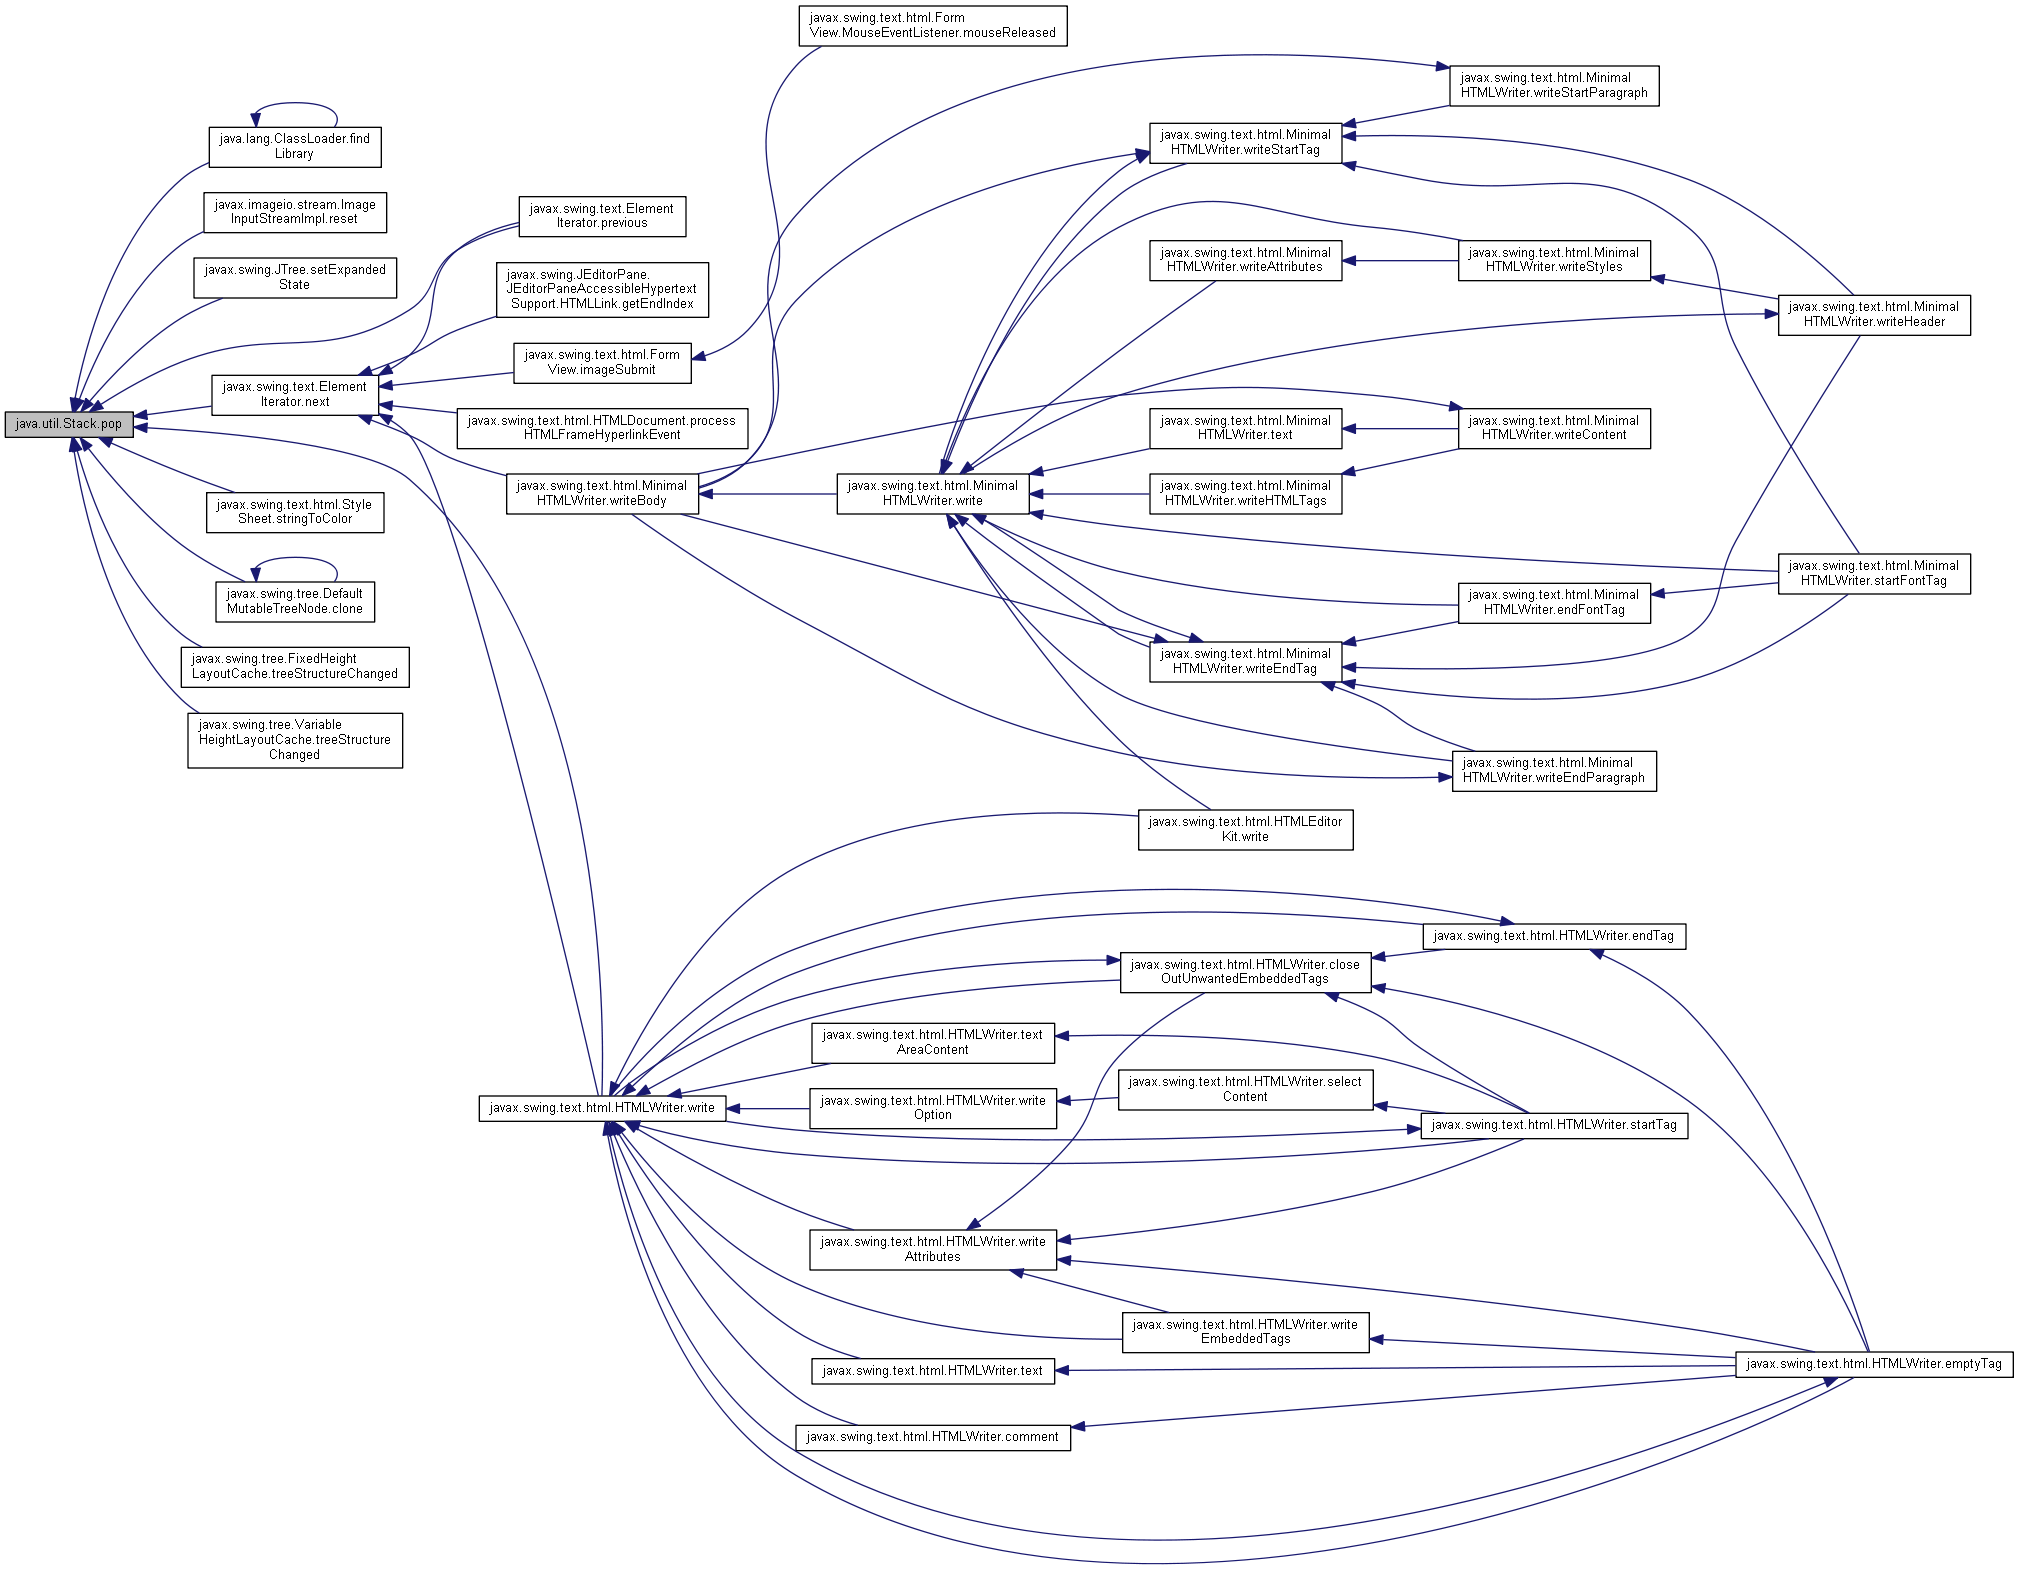 javax.swing.text.html.Form
View.MouseEventListener.mouseReleased
javax.swing.text.html.Minimal
HTMLWriter.writeStartParagraph
java.lang.ClassLoader.find
Library
javax.swing.text.html.Minimal
HTMLWriter.writeStartTag
javax.imageio.stream.Image
InputStreamImpl.reset
javax.swing.text.Element
Iterator.previous
javax.swing.text.html.Minimal
HTMLWriter.writeAttributes
javax.swing.text.html.Minimal
HTMLWriter.writeStyles
javax.swing.JTree.setExpanded
State
javax.swing.JEditorPane.
JEditorPaneAccessibleHypertext
Support.HTMLLink.getEndIndex
javax.swing.text.html.Minimal
HTMLWriter.writeHeader
javax.swing.text.html.Form
View.imageSubmit
javax.swing.text.Element
Iterator.next
java.util.Stack.pop
javax.swing.text.html.HTMLDocument.process
HTMLFrameHyperlinkEvent
javax.swing.text.html.Minimal
HTMLWriter.text
javax.swing.text.html.Minimal
HTMLWriter.writeContent
javax.swing.text.html.Style
Sheet.stringToColor
javax.swing.text.html.Minimal
HTMLWriter.writeBody
javax.swing.text.html.Minimal
HTMLWriter.write
javax.swing.text.html.Minimal
HTMLWriter.writeHTMLTags
javax.swing.text.html.Minimal
HTMLWriter.startFontTag
javax.swing.tree.Default
MutableTreeNode.clone
javax.swing.text.html.Minimal
HTMLWriter.endFontTag
javax.swing.tree.FixedHeight
LayoutCache.treeStructureChanged
javax.swing.text.html.Minimal
HTMLWriter.writeEndTag
javax.swing.tree.Variable
HeightLayoutCache.treeStructure
Changed
javax.swing.text.html.Minimal
HTMLWriter.writeEndParagraph
javax.swing.text.html.HTMLEditor
Kit.write
javax.swing.text.html.HTMLWriter.endTag
javax.swing.text.html.HTMLWriter.close
OutUnwantedEmbeddedTags
javax.swing.text.html.HTMLWriter.text
AreaContent
javax.swing.text.html.HTMLWriter.select
Content
javax.swing.text.html.HTMLWriter.write
javax.swing.text.html.HTMLWriter.write
Option
javax.swing.text.html.HTMLWriter.startTag
javax.swing.text.html.HTMLWriter.write
Attributes
javax.swing.text.html.HTMLWriter.write
EmbeddedTags
javax.swing.text.html.HTMLWriter.text
javax.swing.text.html.HTMLWriter.emptyTag
javax.swing.text.html.HTMLWriter.comment